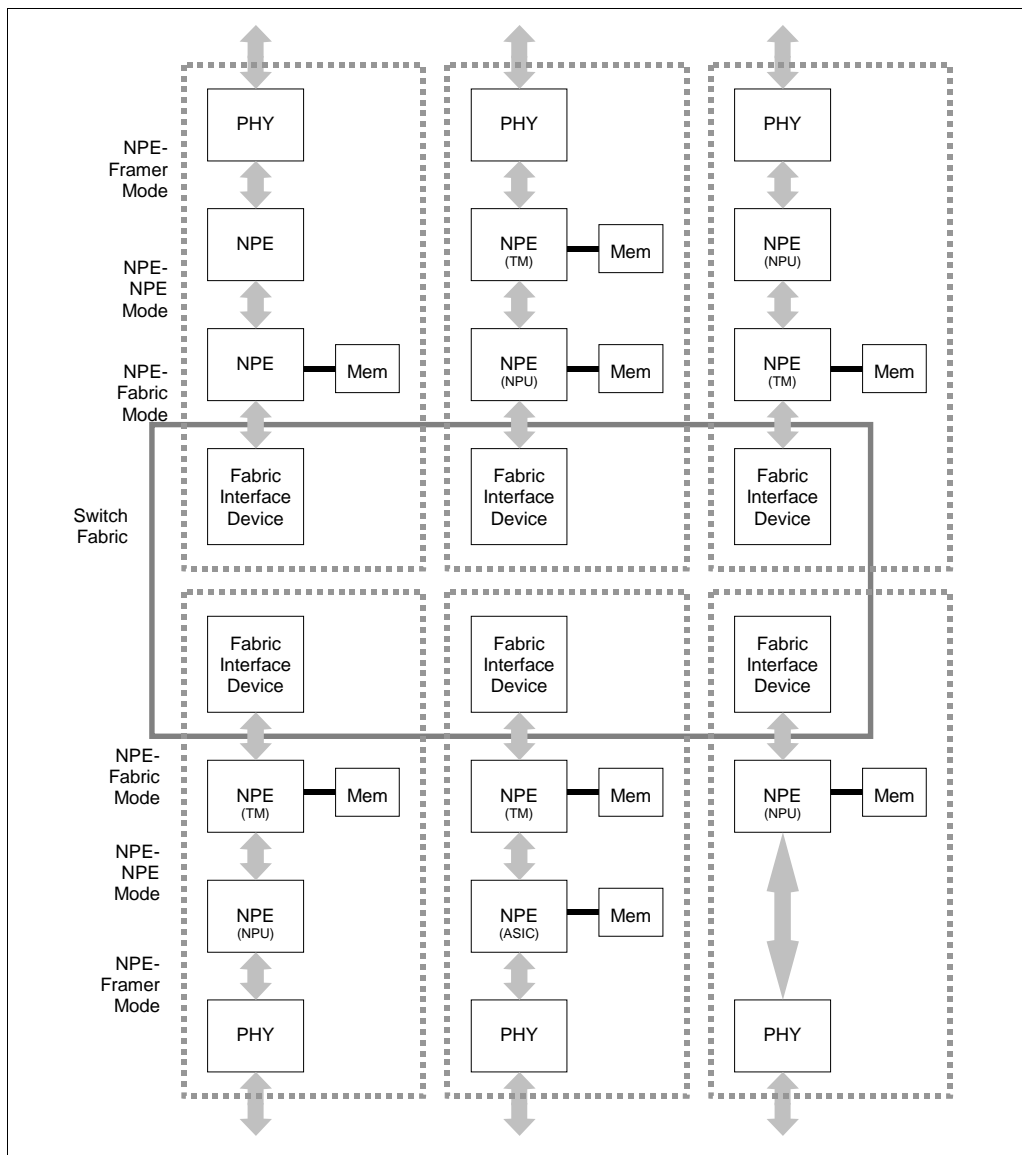 PHY
PHY
PHY
NPE-
Framer
Mode
NPE
NPE
(TM)
Mem
NPE
(NPU)
NPE-
NPE
Mode
NPE
Mem
NPE
(NPU)
Mem
NPE
(TM)
Mem
NPE-
Fabric
Mode
Fabric
Interface
Device
Fabric
Interface
Device
Fabric
Interface
Device
Switch
Fabric
Fabric
Interface
Device
Fabric
Interface
Device
Fabric
Interface
Device
NPE-
Fabric
Mode
NPE
(TM)
Mem
NPE
(TM)
Mem
NPE
(NPU)
Mem
NPE-
NPE
Mode
NPE
(NPU)
NPE
(ASIC)
Mem
NPE-
Framer
Mode
PHY
PHY
PHY